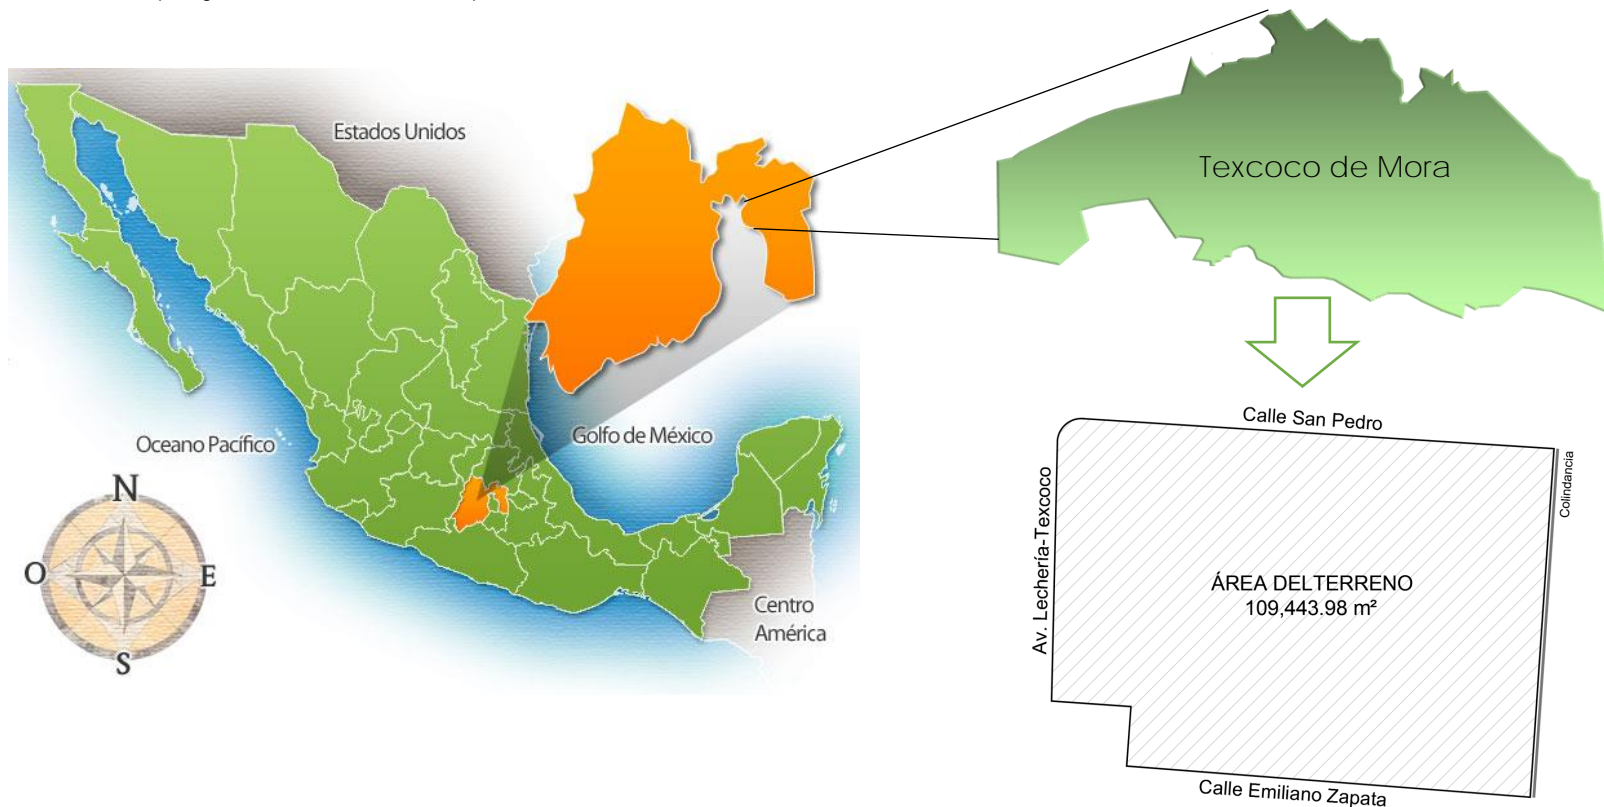 Estados Unidos
Texcoco de Mora
Oceano Pacífico
Golfo de México
Centro
América
N
O
E
S
Calle San Pedro
Colindancia
Av. Lechería-Texcoco
ÁREA DELTERRENO
109,443.98 m²
Calle Emiliano Zapata